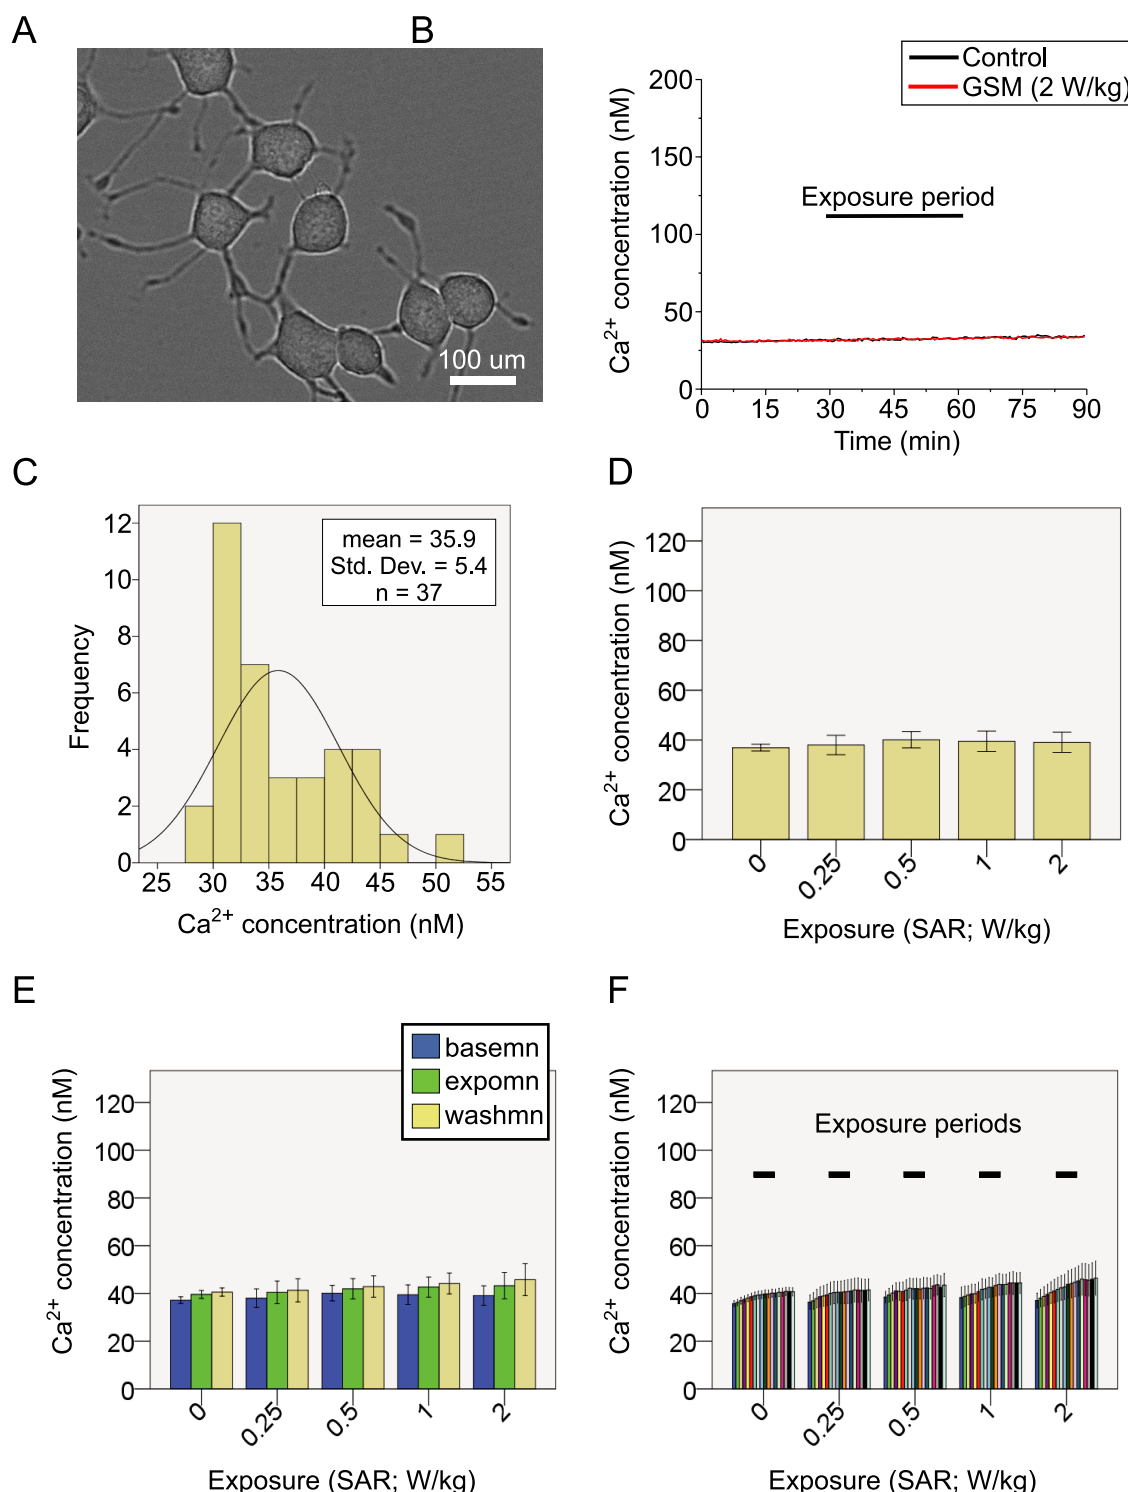 A
B
100 um
Control
GSM (2 W/kg)
Ca²⁺ concentration (nM)
200
150
100
50
0
Exposure period
0 15 30 45 60 75 90
Time (min)
C
mean = 35.9
Std. Dev. = 5.4
n = 37
Frequency
12
10
8
6
4
2
0
25 30 35 40 45 50 55
Ca²⁺ concentration (nM)
D
Ca²⁺ concentration (nM)
120
100
80
60
40
20
0
0 0.25 0.5 1 2
Exposure (SAR; W/kg)
E
basemn
expomn
washmn
Ca²⁺ concentration (nM)
120
100
80
60
40
20
0
0 0.25 0.5 1 2
Exposure (SAR; W/kg)
F
Exposure periods
Ca²⁺ concentration (nM)
120
100
80
60
40
20
0
0 0.25 0.5 1 2
Exposure (SAR; W/kg)